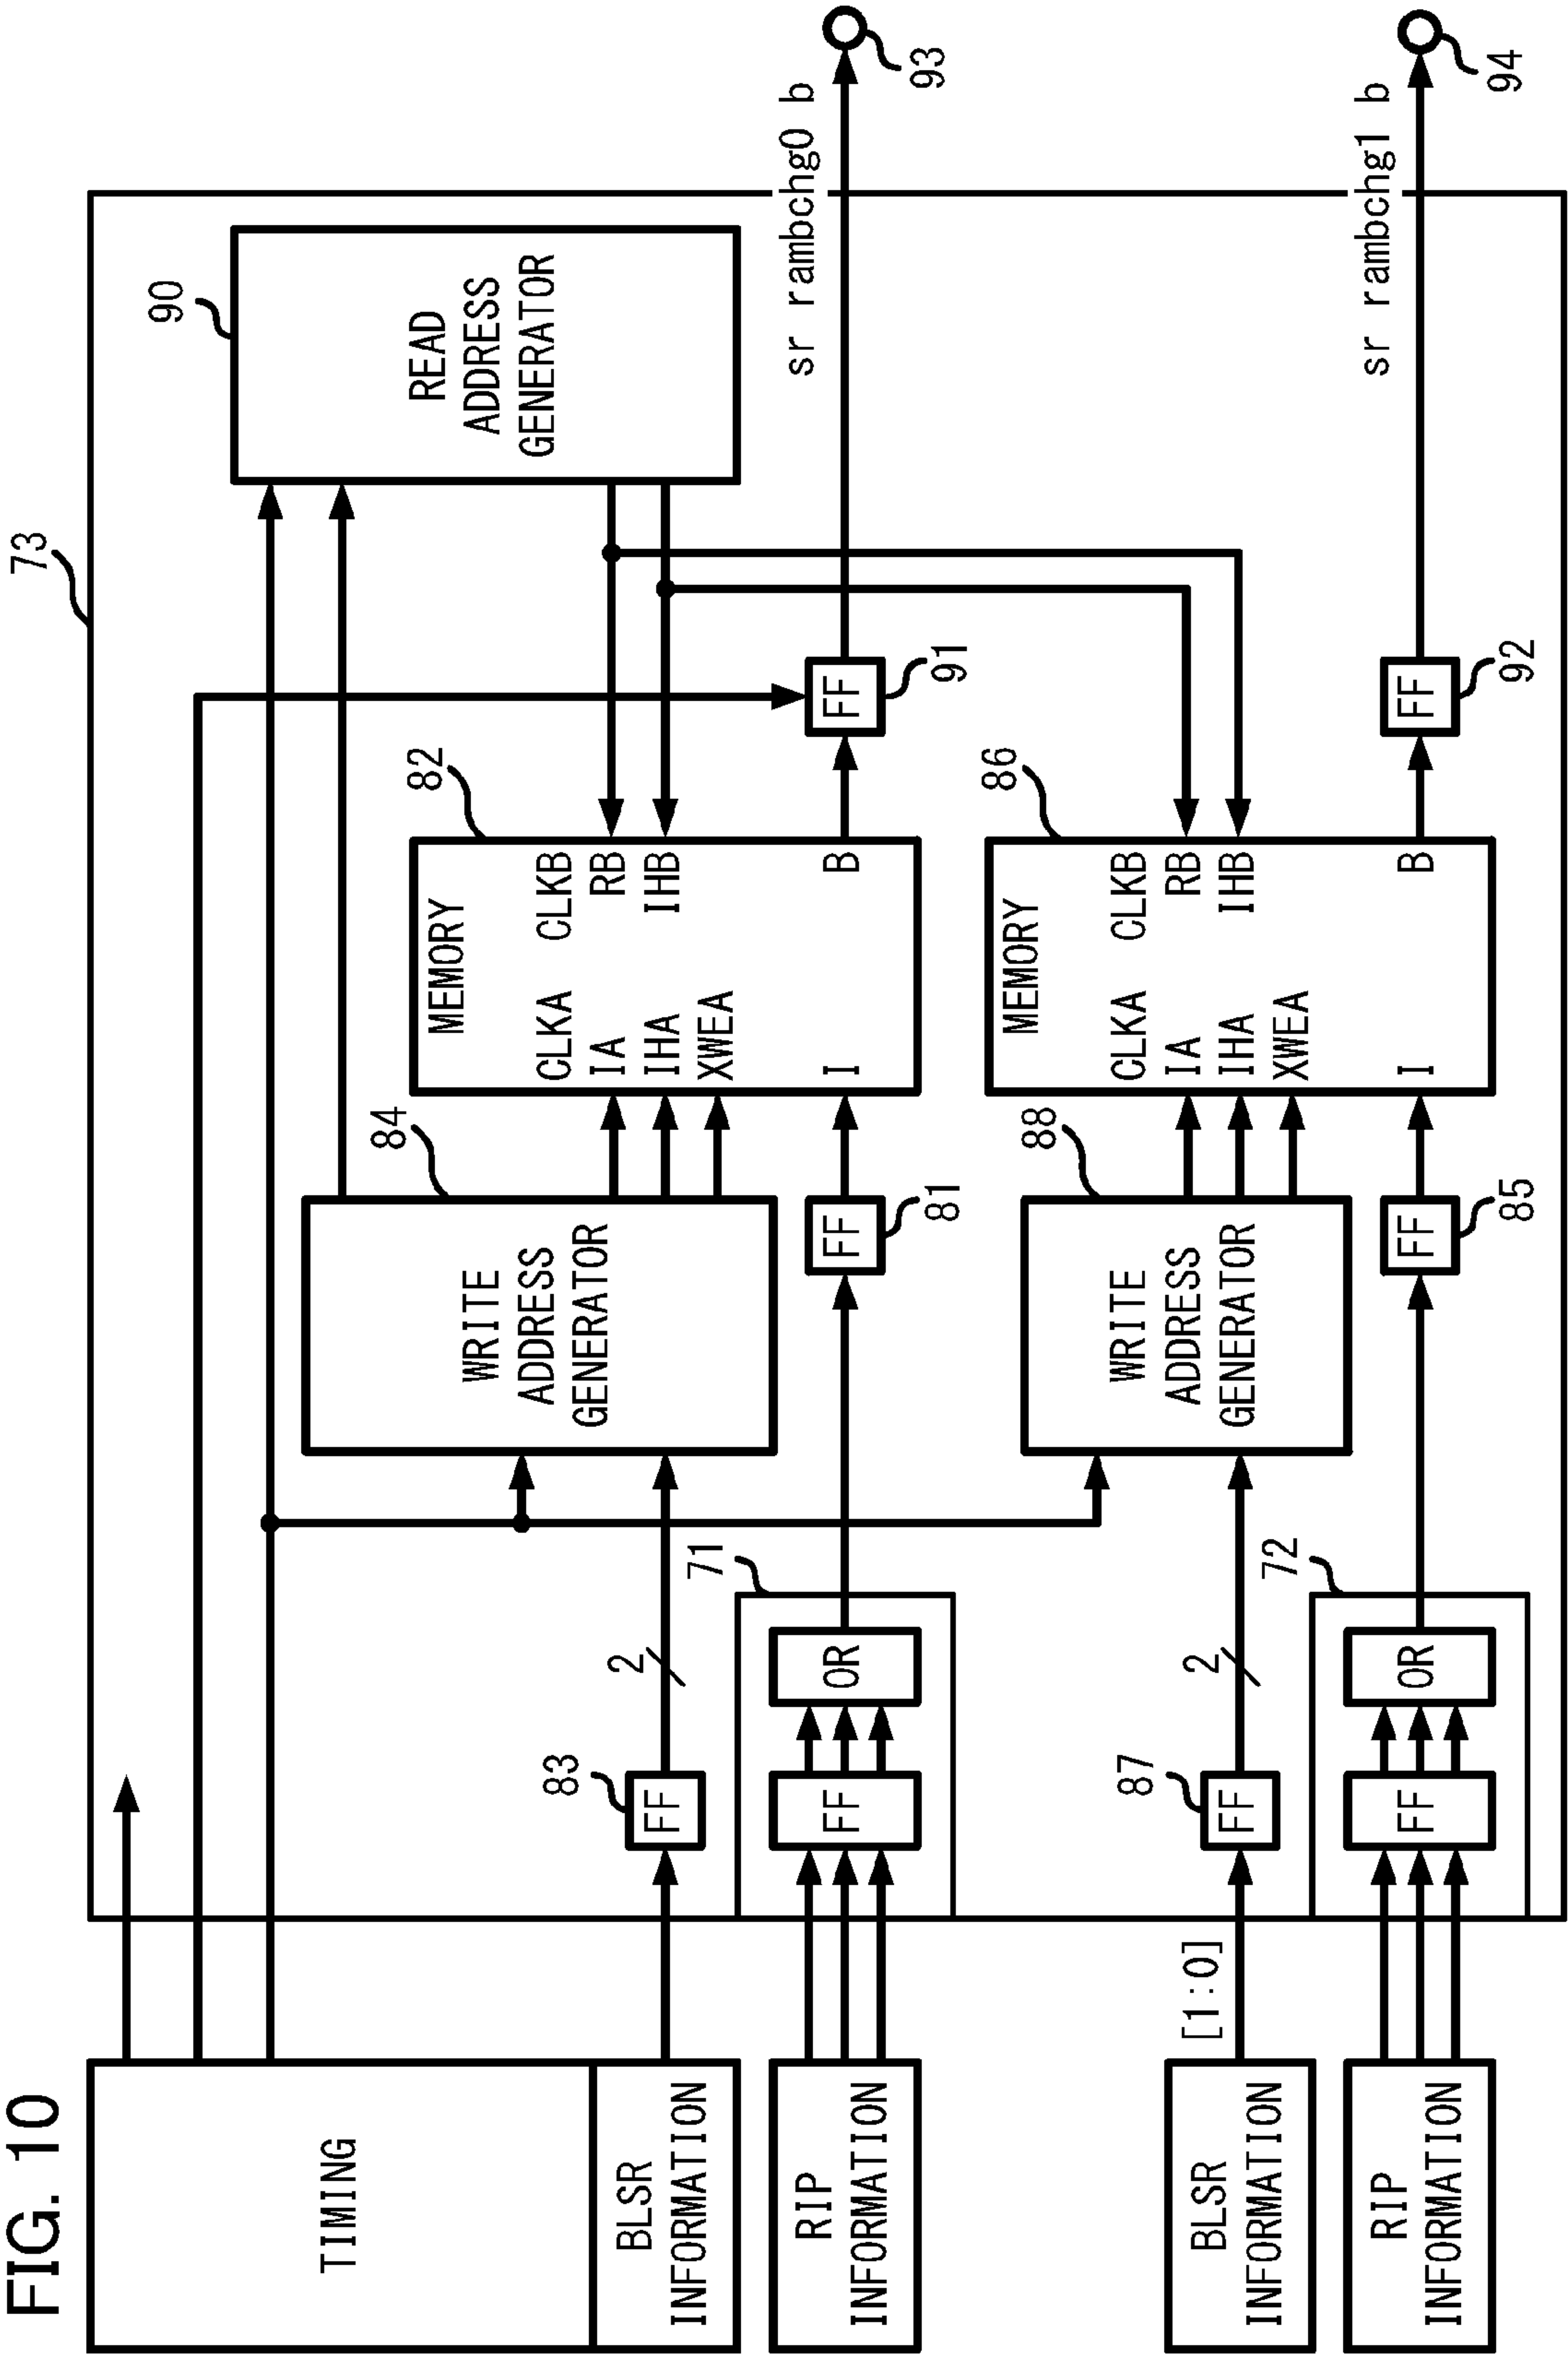 FIG. 10
73
TIMING
BLSR
INFORMATION
RIP
INFORMATION
BLSR
INFORMATION
[1:0]
RIP
INFORMATION
83
FF
2
71
FF
OR
87
FF
2
72
FF
OR
84
WRITE
ADDRESS
GENERATOR
81
FF
88
WRITE
ADDRESS
GENERATOR
85
FF
82
MEMORY
CLKA CLKB
IA RB
IHA IHB
XWEA
I B
86
MEMORY
CLKA CLKB
IA RB
IHA IHB
XWEA
I B
90
READ
ADDRESS
GENERATOR
FF
91
FF
92
sr rambchg0 b
93
sr rambchg1 b
94